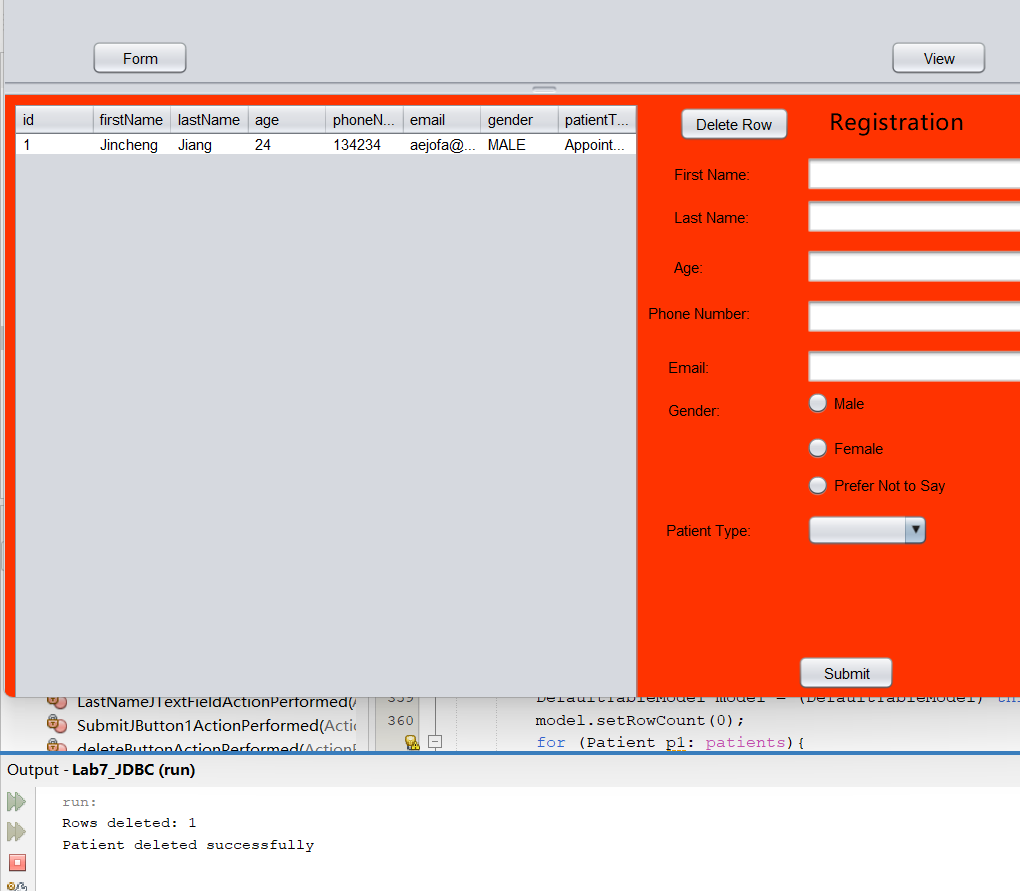 Form View
id firstName lastName age phoneN... email gender patientT...
1 Jincheng Jiang 24 134234 aejofa@... MALE Appoint...
Delete Row Registration
First Name:
Last Name:
Age:
Phone Number:
Email:
Gender: Male
Female
Prefer Not to Say
Patient Type:
Submit
LastNameJTextFieldActionPerformed(A 359 DefaultTableModel model = (DefaultTableModel) th
SubmitJButton1ActionPerformed(Actio 360 model.setRowCount(0);
deleteButtonActionPerformed(ActionE for (Patient p1: patients){
Output - Lab7_JDBC (run)
run:
Rows deleted: 1
Patient deleted successfully